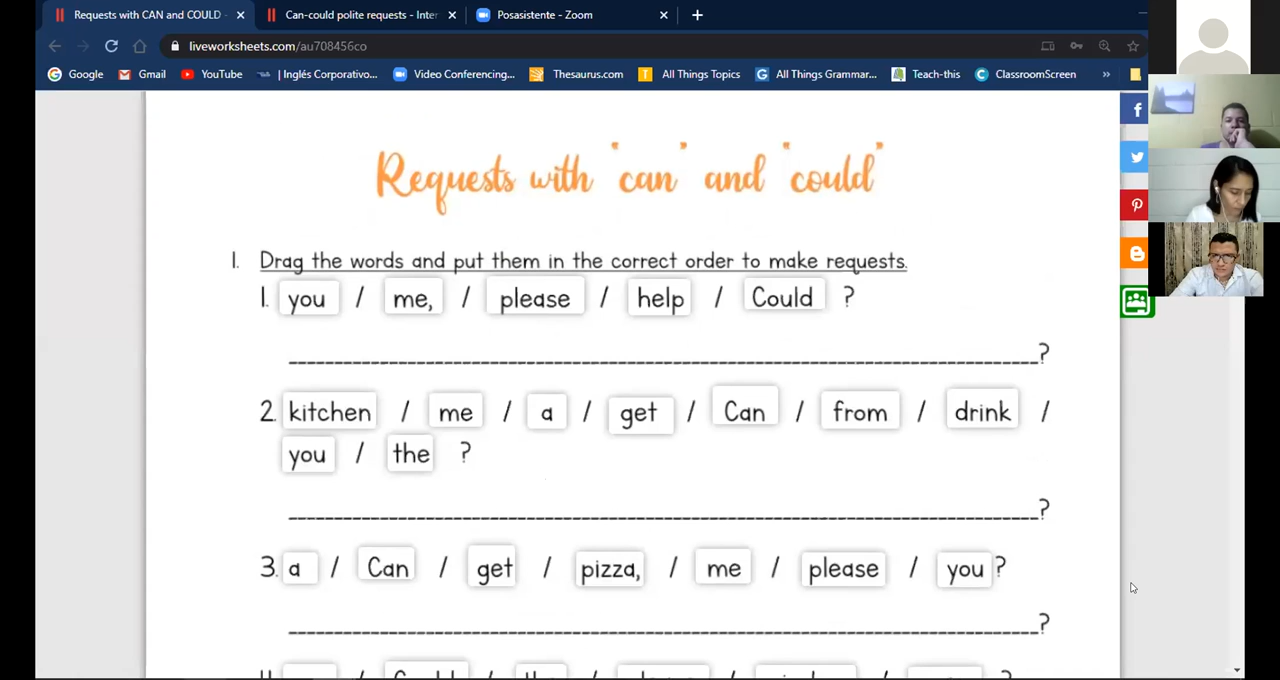 Requests with CAN and COULD -
Can-could polite requests - Inter
Posasistente - Zoom
liveworksheets.com/au708456co
Google
Gmail
YouTube
| Inglés Corporativo...
Video Conferencing...
Thesaurus.com
All Things Topics
All Things Grammar...
Teach-this
ClassroomScreen
Requests with "can" and "could"
1. Drag the words and put them in the correct order to make requests.
1. you / me, / please / help / Could ?
?
2. kitchen / me / a / get / Can / from / drink /
you / the ?
?
3. a / Can / get / pizza, / me / please / you ?
?